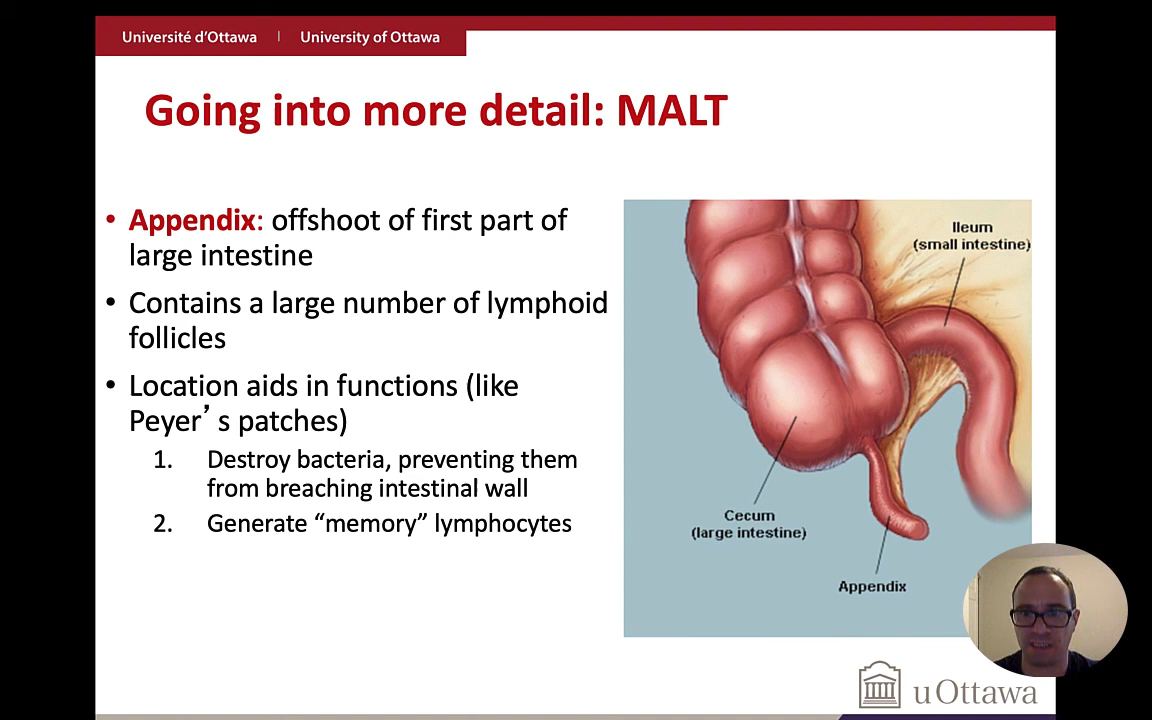 Université d'Ottawa | University of Ottawa
Going into more detail: MALT
• Appendix: offshoot of first part of
large intestine
• Contains a large number of lymphoid
follicles
• Location aids in functions (like
Peyer’s patches)
1. Destroy bacteria, preventing them
from breaching intestinal wall
2. Generate “memory” lymphocytes
Ileum
(small intestine)
Cecum
(large intestine)
Appendix
uOttawa